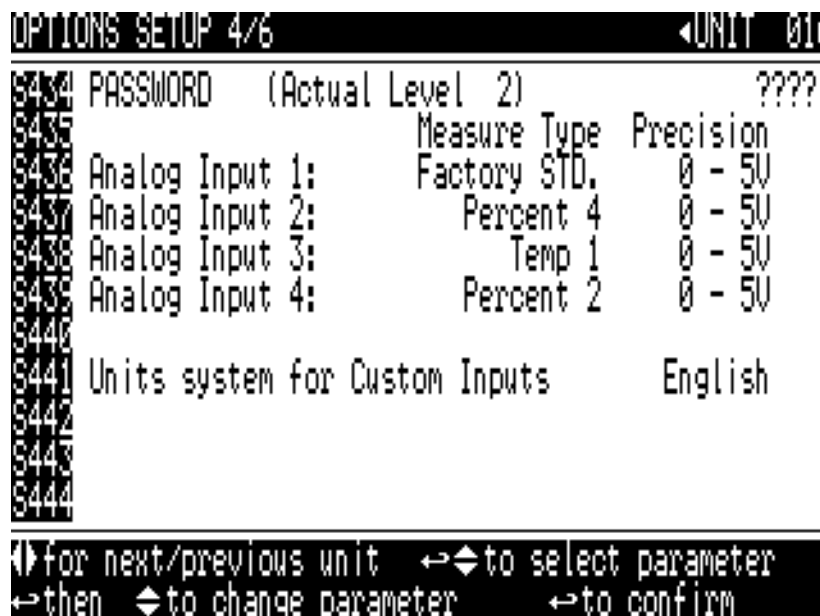 OPTIONS SETUP 4/6 ◄UNIT 01
S434 PASSWORD (Actual Level 2) ????
S435 Measure Type Precision
S436 Analog Input 1: Factory STD. 0 - 5V
S437 Analog Input 2: Percent 4 0 - 5V
S438 Analog Input 3: Temp 1 0 - 5V
S439 Analog Input 4: Percent 2 0 - 5V
S440
S441 Units system for Custom Inputs English
S442
S443
S444
for next/previous unit ↵♦to select parameter
↵then ♦to change parameter ↵to confirm